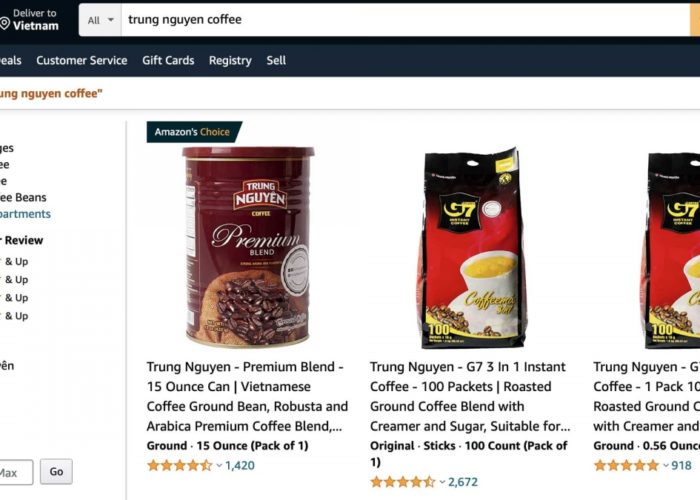 Deliver to
Vietnam
All
trung nguyen coffee
eals
Customer Service
Gift Cards
Registry
Sell
ung nguyen coffee"
ges
ee
e
fee Beans
partments
r Review
& Up
& Up
& Up
& Up
ên
Max
Go
Amazon's Choice
TRUNG
NGUYEN
COFFEE
Premium
BLEND
Trung Nguyen - Premium Blend -
15 Ounce Can | Vietnamese
Coffee Ground Bean, Robusta and
Arabica Premium Coffee Blend,...
Ground · 15 Ounce (Pack of 1)
1,420
G7
INSTANT
COFFEE
Coffeemix
3in1
100
Trung Nguyen - G7 3 In 1 Instant
Coffee - 100 Packets | Roasted
Ground Coffee Blend with
Creamer and Sugar, Suitable for...
Original · Sticks · 100 Count (Pack of
1)
2,672
G
100
Trung Nguyen - G7
Coffee - 1 Pack 10
Roasted Ground C
with Creamer and
Ground · 0.56 Ounc
918